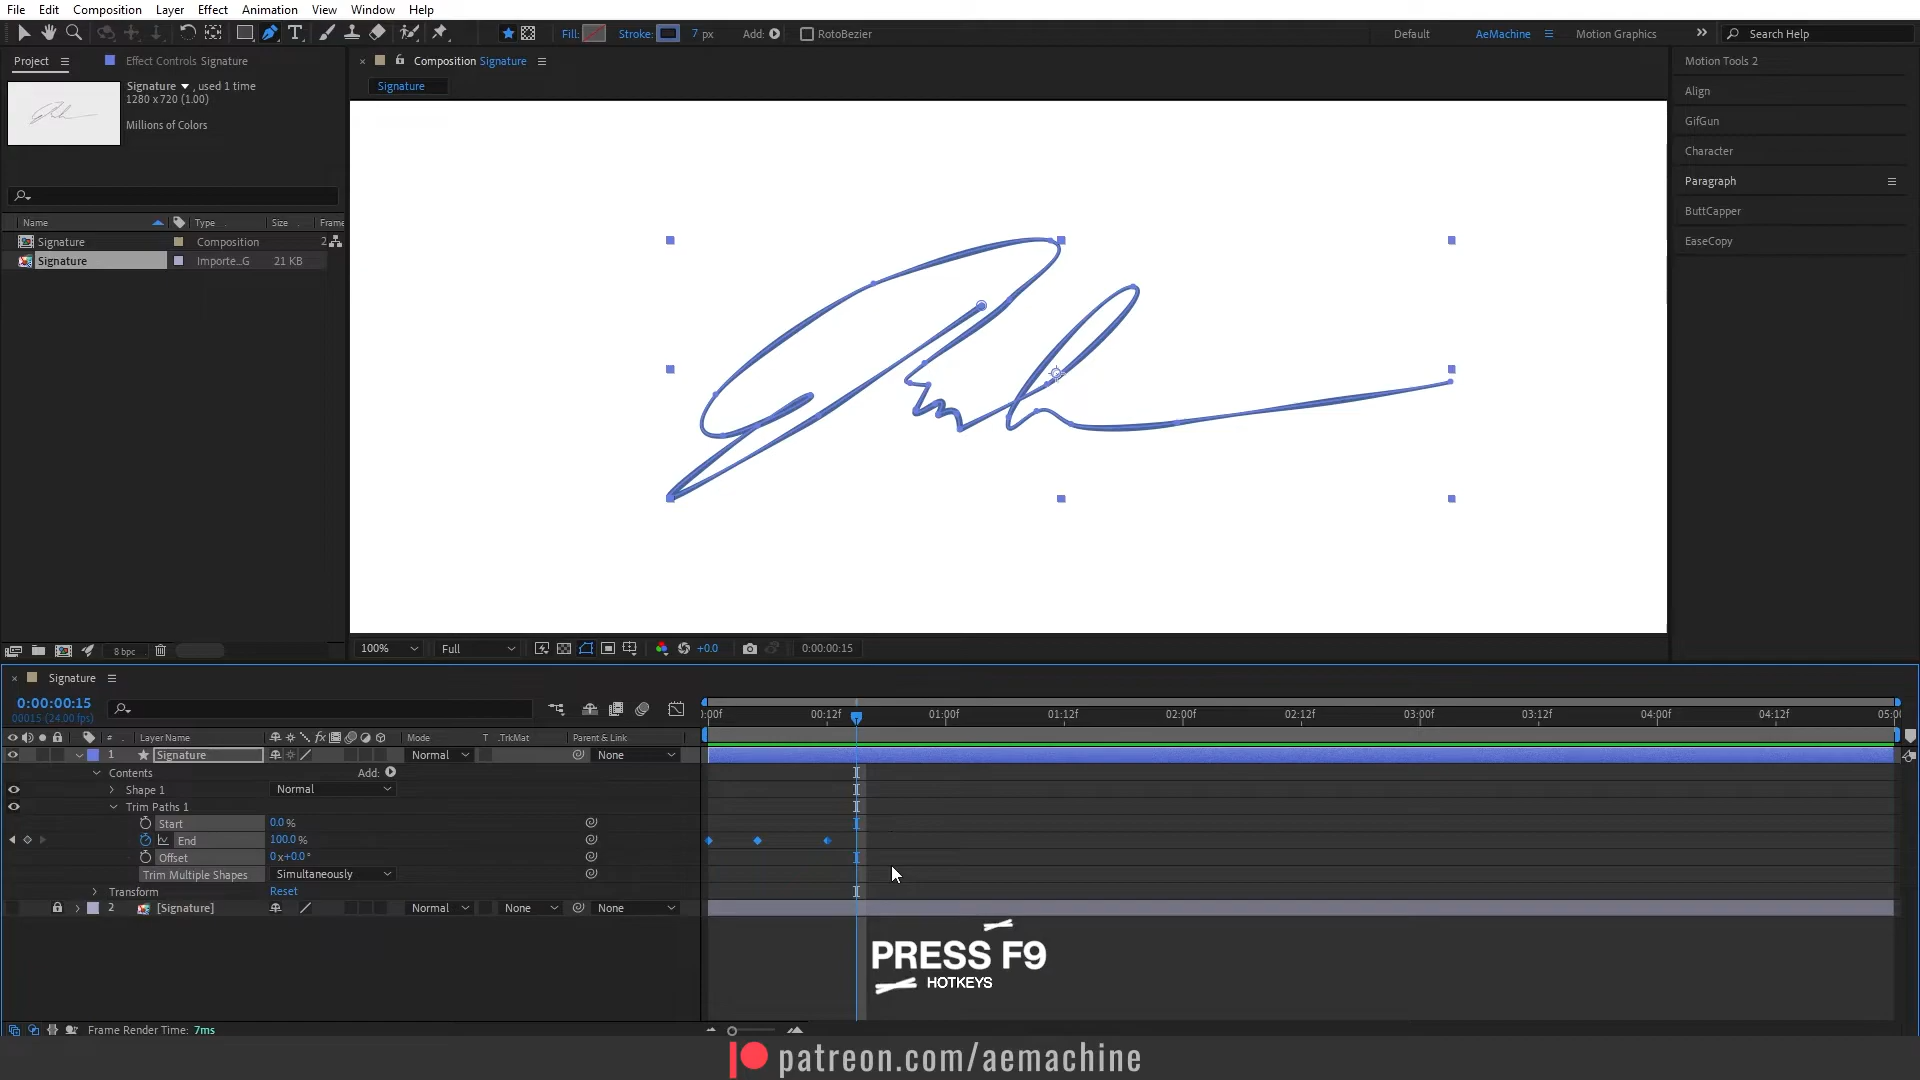 File Edit Composition Layer Effect Animation View Window Help
Fill: Stroke: 7 px Add: RotoBezier Default AeMachine Motion Graphics Search Help
Project Effect Controls Signature
Signature , used 1 time
1280 x 720 (1.00)
Millions of Colors
Name Type Size Frame
Signature Composition 2
Signature Importe...G 21 KB
8 bpc
Composition Signature
Signature
100% Full +0.0 0:00:00:15
Motion Tools 2
Align
GifGun
Character
Paragraph
ButtCapper
EaseCopy
Signature
0:00:00:15
00015 (24.00 fps)
# Layer Name fx Mode T .TrkMat Parent & Link
:00f 00:12f 01:00f 01:12f 02:00f 02:12f 03:00f 03:12f 04:00f 04:12f 05:00
1 Signature Normal None
Contents Add:
Shape 1 Normal
Trim Paths 1
Start 0.0 %
End 100.0 %
Offset 0 x+0.0 °
Trim Multiple Shapes Simultaneously
Transform Reset
2 [Signature] Normal None None
PRESS F9
HOTKEYS
Frame Render Time: 7ms
patreon.com/aemachine